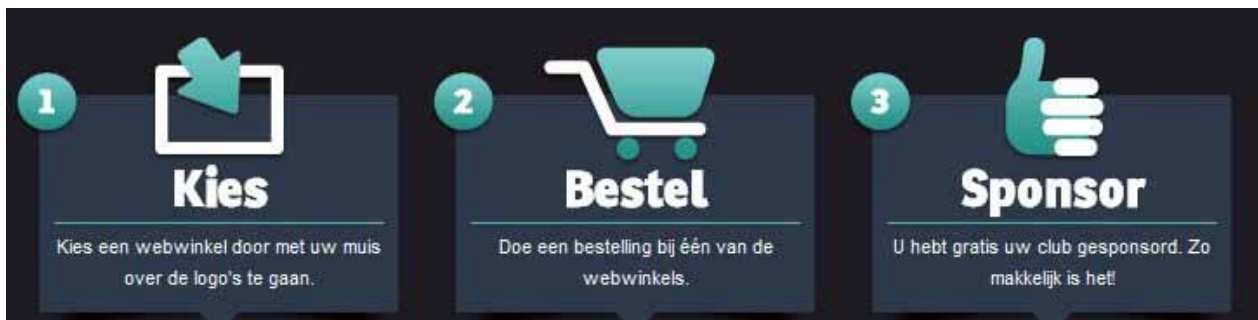 1
Kies
Kies een webwinkel door met uw muis
over de logo's te gaan.
2
Bestel
Doe een bestelling bij één van de
webwinkels.
3
Sponsor
U hebt gratis uw club gesponsord. Zo
makkelijk is het!